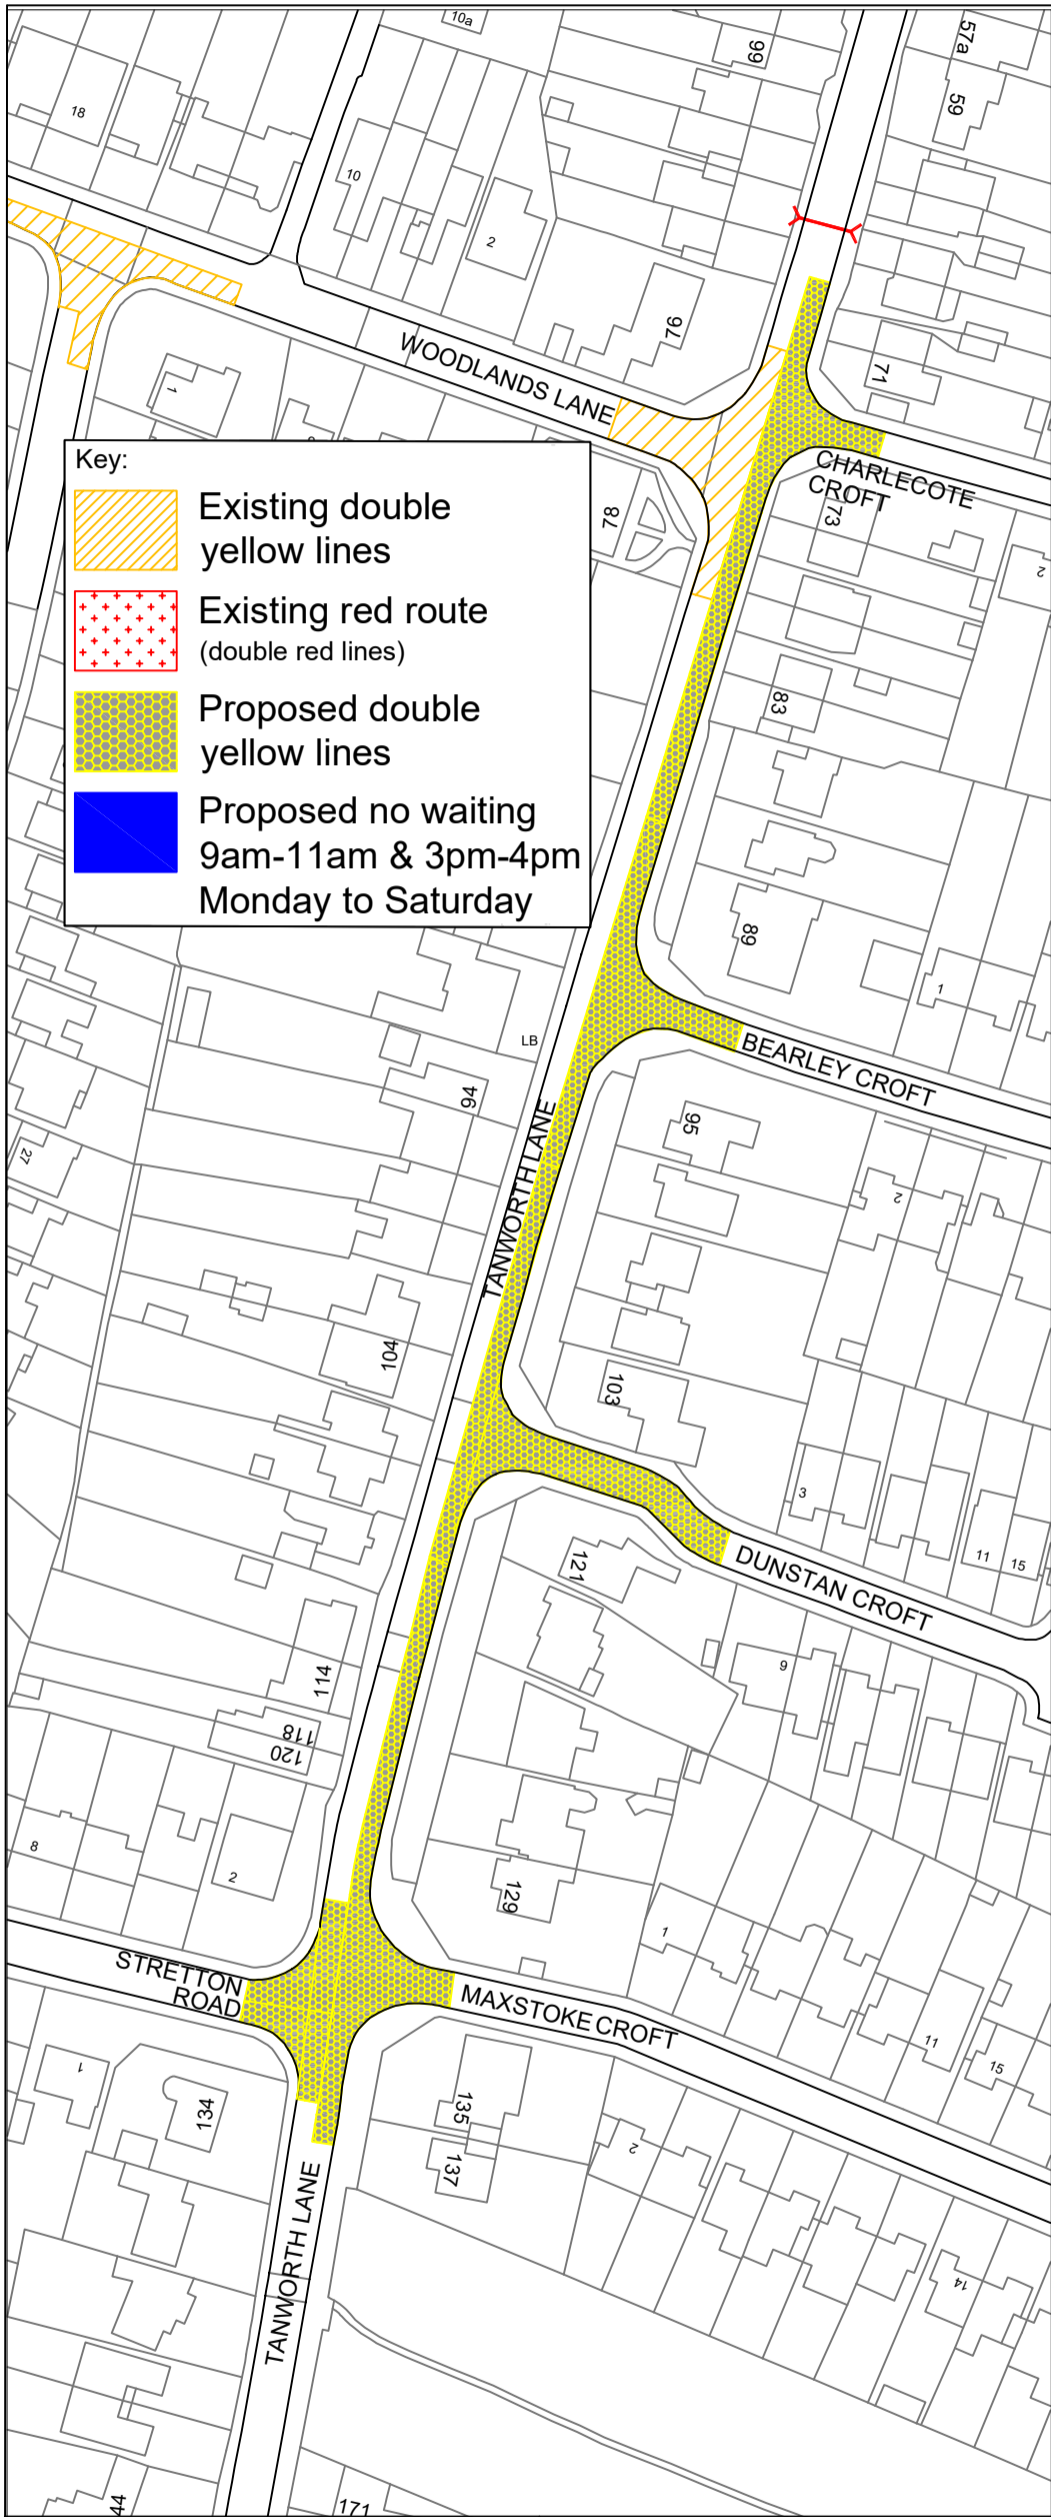 10a
99
57a
59
18
10
2
97
71
WOODLANDS LANE
1
CHARLECOTE
CROFT
78
73
2
83
Key:
Existing double
yellow lines
Existing red route
(double red lines)
Proposed double
yellow lines
Proposed no waiting
9am-11am & 3pm-4pm
Monday to Saturday
89
1
LB
BEARLEY CROFT
94
95
27
2
TANWORTH LANE
104
103
3
11
15
121
DUNSTAN CROFT
9
114
118
120
8
2
129
1
STRETTON
ROAD
MAXSTOKE CROFT
11
15
1
134
135
137
2
TANWORTH LANE
14
44
171